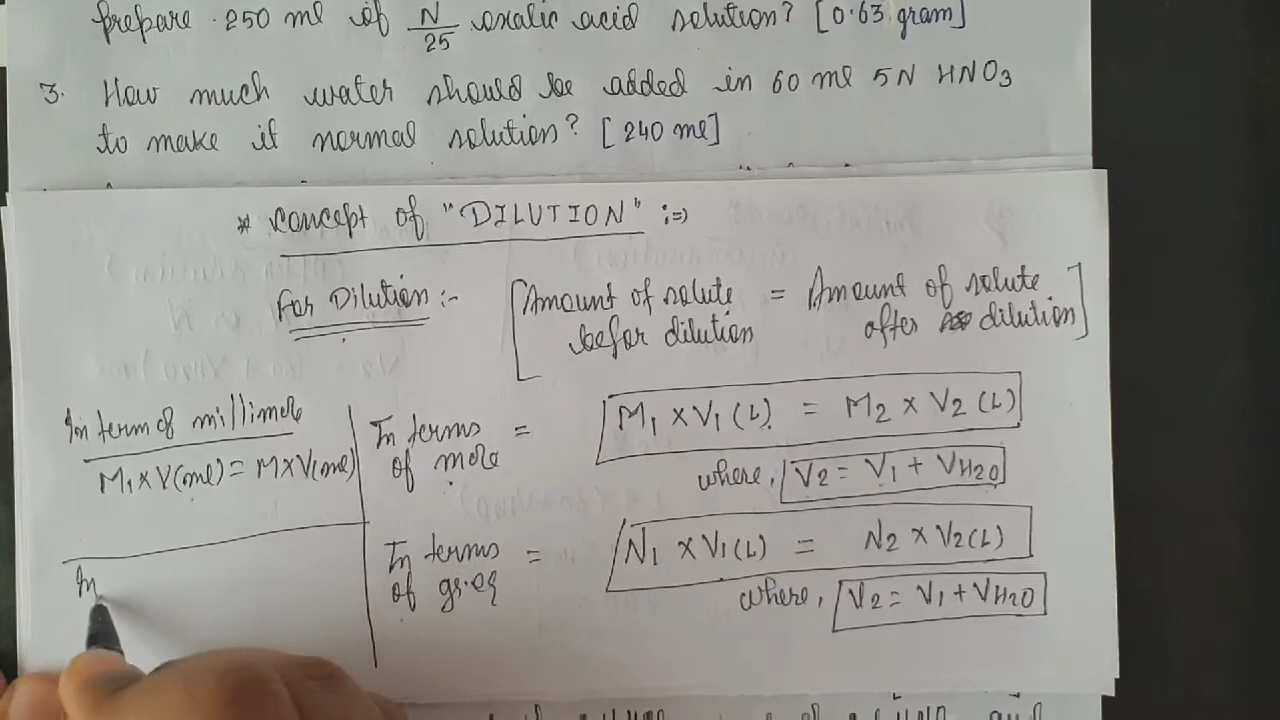 prepare 250 ml of N/25 oxalic acid solution? [0.63 gram]
3. How much water should be added in 60 ml 5N HNO3
to make it normal solution? [240 ml]
* Concept of "DILUTION" :=>
For Dilution :-
[Amount of solute = Amount of solute
befor dilution after dilution]
In term of millimole
M1 x V(ml) = M x V(ml)
In terms = M1 x V1(L) = M2 x V2(L)
of mole
where, V2 = V1 + VH2O
In terms = N1 x V1(L) = N2 x V2(L)
of gr.eq
where, V2 = V1 + VH2O
In